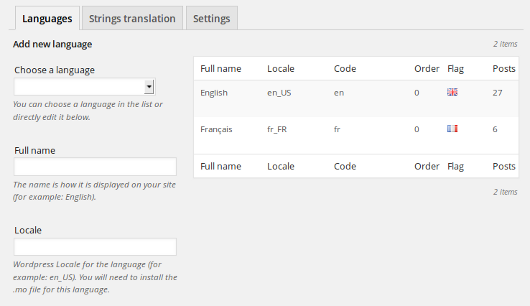 Languages Strings translation Settings
Add new language
2 items
Choose a language
You can choose a language in the list or
directly edit it below.
Full name
The name is how it is displayed on your site
(for example: English).
Locale
Wordpress Locale for the language (for
example: en_US). You will need to install the
.mo file for this language.
Full name Locale Code Order Flag Posts
English en_US en 0 27
Français fr_FR fr 0 6
Full name Locale Code Order Flag Posts
2 items